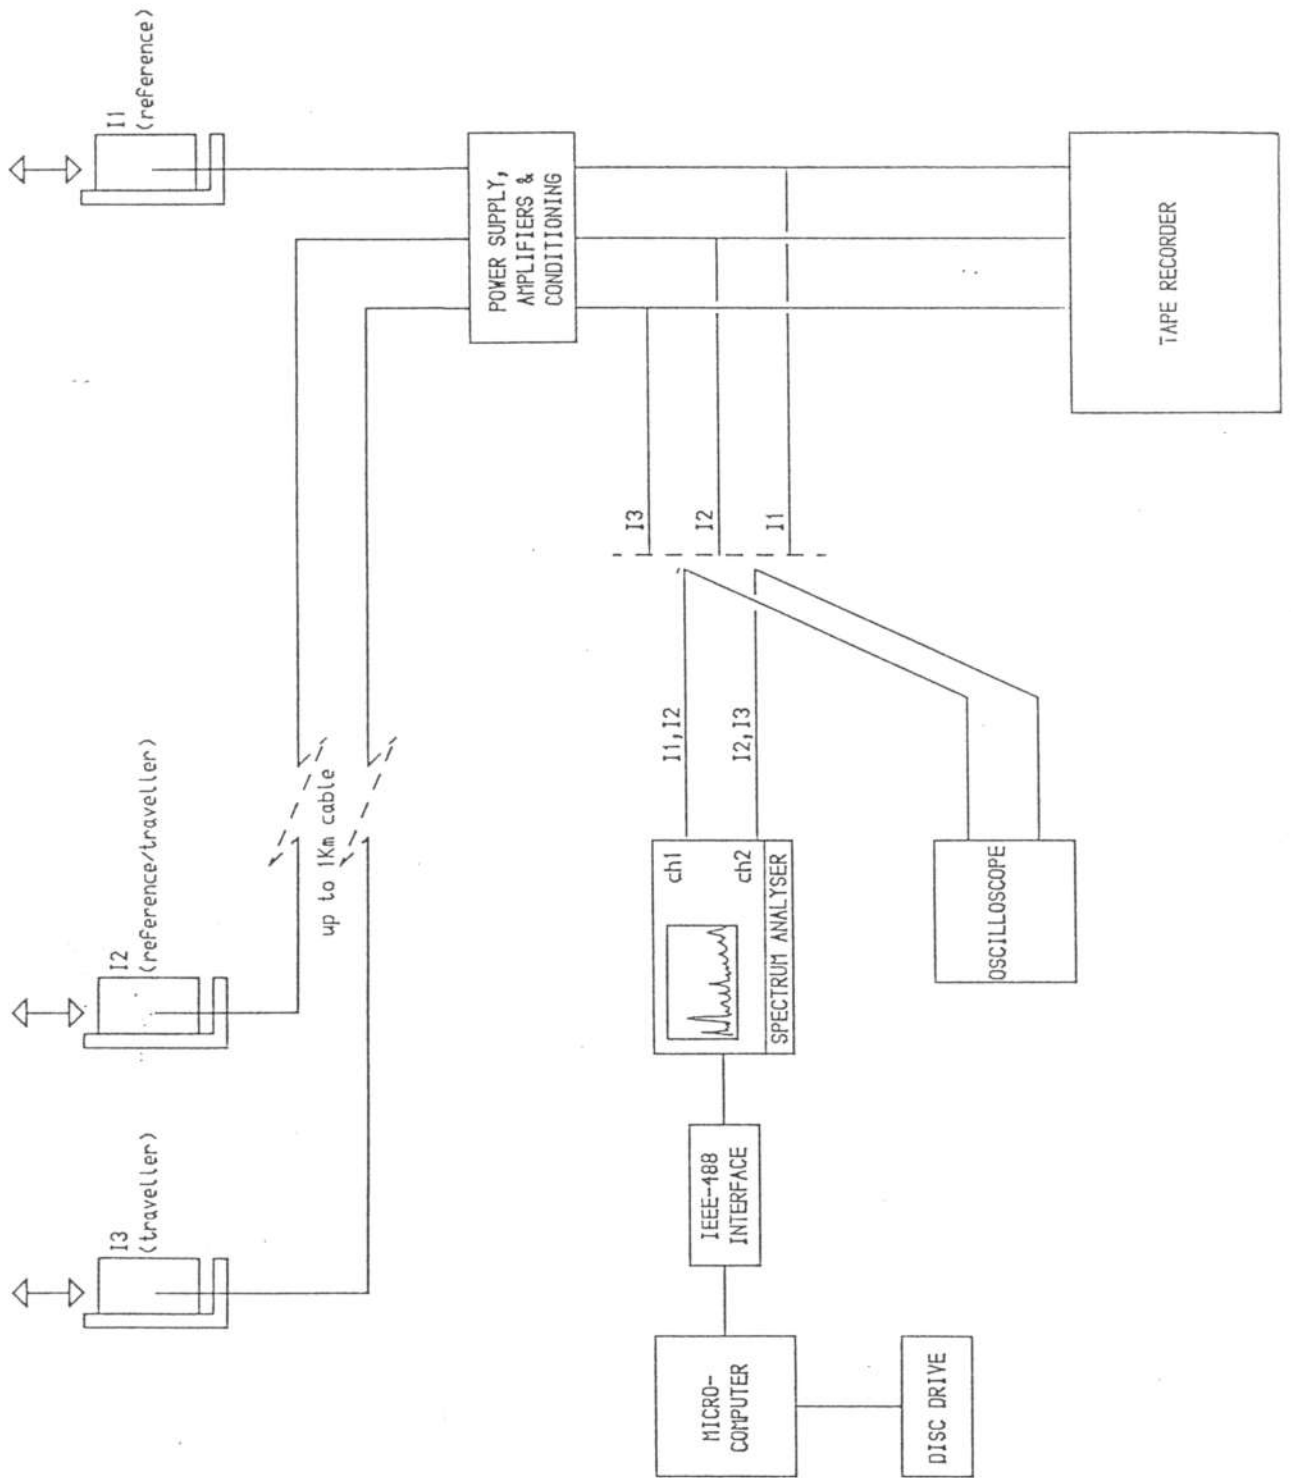 I3
(traveller)
I2
(reference/traveller)
I1
(reference)
up to 1Km cable
POWER SUPPLY,
AMPLIFIERS &
CONDITIONING
I3
I2
I1
I1,I2
I2,I3
ch1
ch2
SPECTRUM ANALYSER
IEEE-488
INTERFACE
MICRO-
COMPUTER
DISC DRIVE
OSCILLOSCOPE
TAPE RECORDER